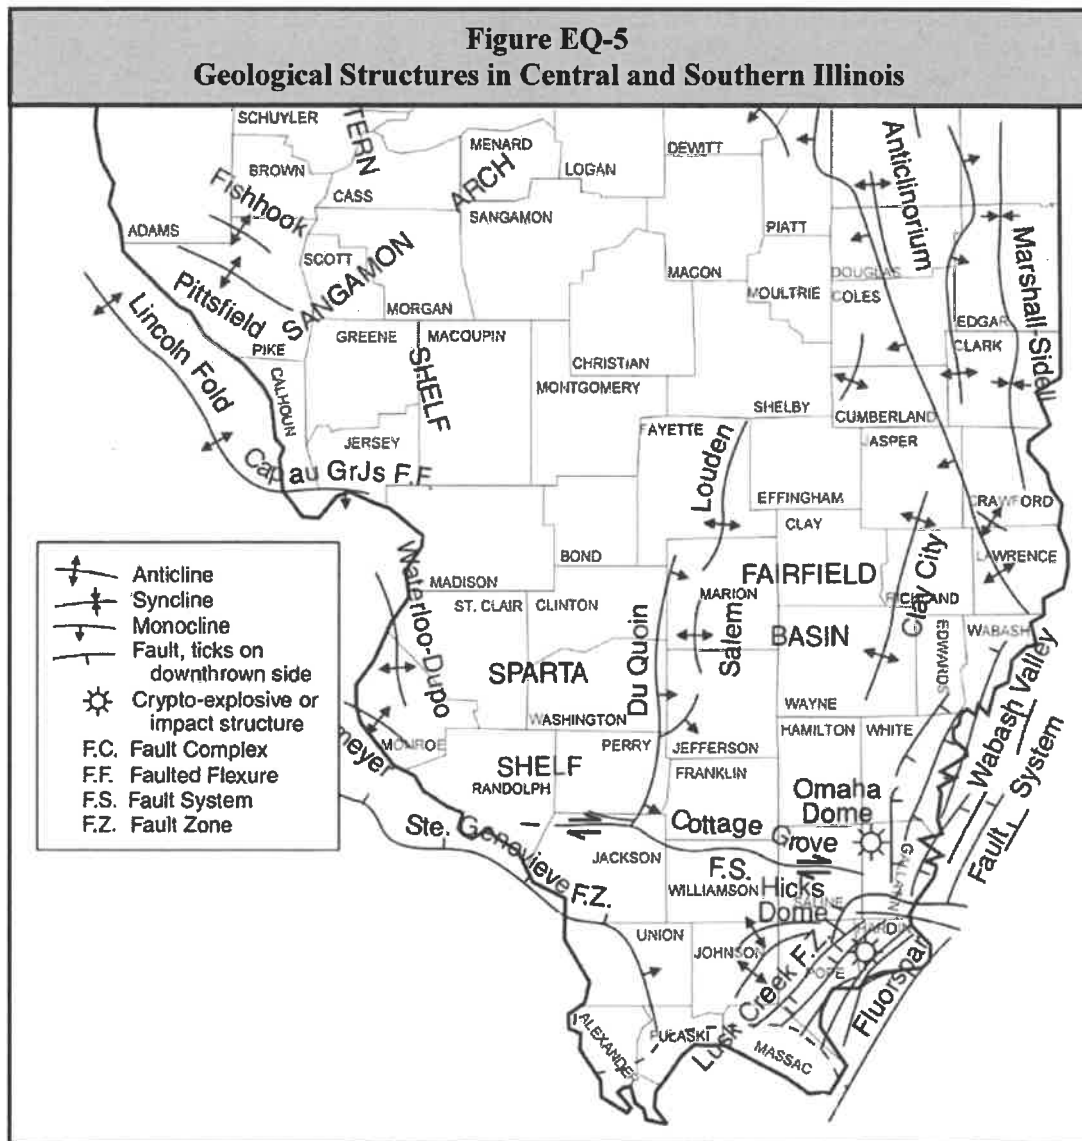 Figure EQ-5
Geological Structures in Central and Southern Illinois
SCHUYLER
TERN
MENARD
LOGAN
DEWITT
BROWN
CASS
ARCH
Anticlinorium
Fishhook
SANGAMON
PIATT
ADAMS
SCOTT
SANGAMON
MACON
DOUGLAS
Marshall-Sidell
Pittsfield
MORGAN
MOULTRIE
COLES
Lincoln Fold
GREENE
MACOUPIN
EDGAR
PIKE
SHELF
CHRISTIAN
CLARK
CALHOUN
MONTGOMERY
SHELBY
CUMBERLAND
JERSEY
FAYETTE
JASPER
Cap au GrJs F.F
Louden
EFFINGHAM
CRAWFORD
CLAY
Clay City
Waterloo-Dupo
BOND
LAWRENCE
MADISON
FAIRFIELD
MARION
RICHLAND
ST. CLAIR
CLINTON
Du Quoin
Salem
BASIN
EDWARDS
WABASH
SPARTA
WAYNE
Wabash Valley
WASHINGTON
HAMILTON
WHITE
Fault System
MONROE
PERRY
JEFFERSON
meyer
SHELF
FRANKLIN
Omaha
Dome
RANDOLPH
Ste. Genovieve F.Z.
Cottage Grove
F.S.
JACKSON
GALLATIN
WILLIAMSON
Hicks
Dome
SALINE
HARDIN
UNION
JOHNSON
Lusk Creek F.Z.
POPE
Fluorspar
ALEXANDER
PULASKI
MASSAC
Anticline
Syncline
Monocline
Fault, ticks on
downthrown side
Crypto-explosive or
impact structure
F.C. Fault Complex
F.F. Faulted Flexure
F.S. Fault System
F.Z. Fault Zone